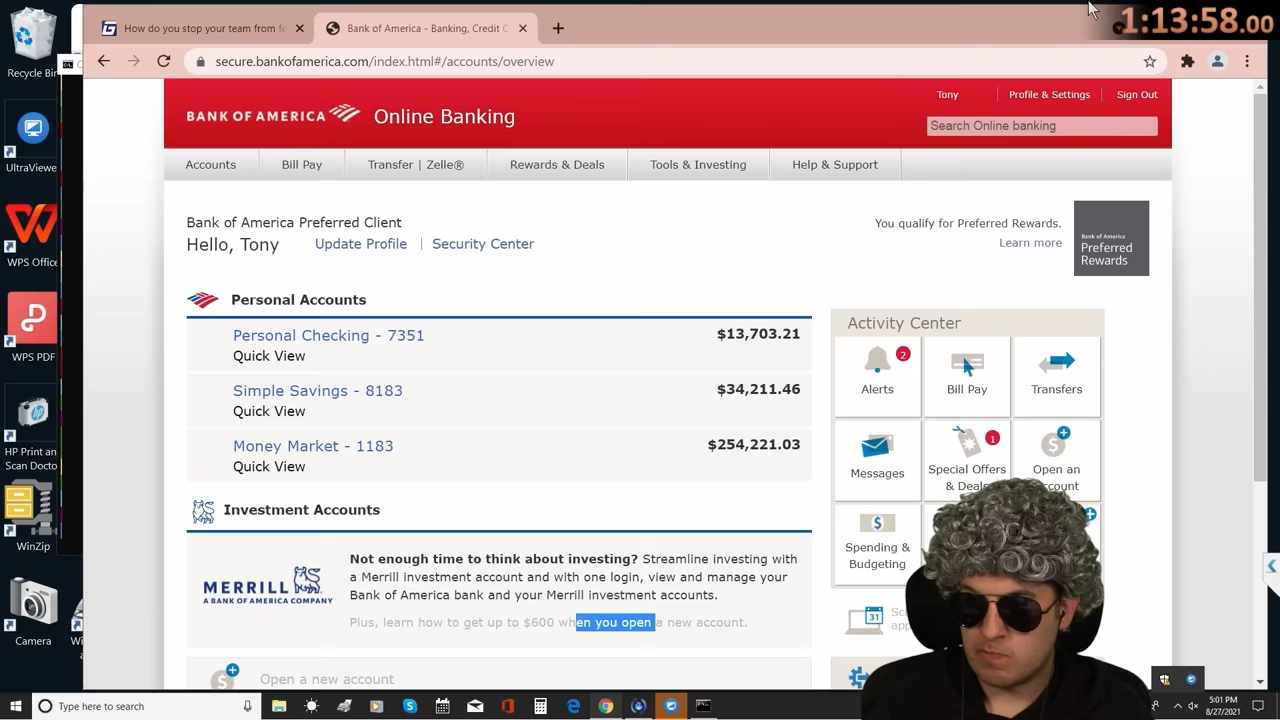 1:13:58.00
How do you stop your team from fe
Bank of America - Banking, Credit C
secure.bankofamerica.com/index.html#/accounts/overview
Recycle Bin
UltraViewer
WPS Office
WPS PDF
HP Print and Scan Docto
WinZip
Camera
BANK OF AMERICA
Online Banking
Tony
Profile & Settings
Sign Out
Search Online banking
Accounts
Bill Pay
Transfer | Zelle®
Rewards & Deals
Tools & Investing
Help & Support
Bank of America Preferred Client
Hello, Tony
Update Profile
Security Center
You qualify for Preferred Rewards.
Learn more
Bank of America
Preferred
Rewards
Personal Accounts
Personal Checking - 7351
$13,703.21
Quick View
Simple Savings - 8183
$34,211.46
Quick View
Money Market - 1183
$254,221.03
Quick View
Investment Accounts
MERRILL
A BANK OF AMERICA COMPANY
Not enough time to think about investing? Streamline investing with
a Merrill investment account and with one login, view and manage your
Bank of America bank and your Merrill investment accounts.
Plus, learn how to get up to $600 when you open a new account.
Open a new account
Activity Center
2
Alerts
Bill Pay
Transfers
Messages
1
Special Offers
& Deals
Open an
Account
Spending &
Budgeting
31
Type here to search
5:01 PM
8/27/2021